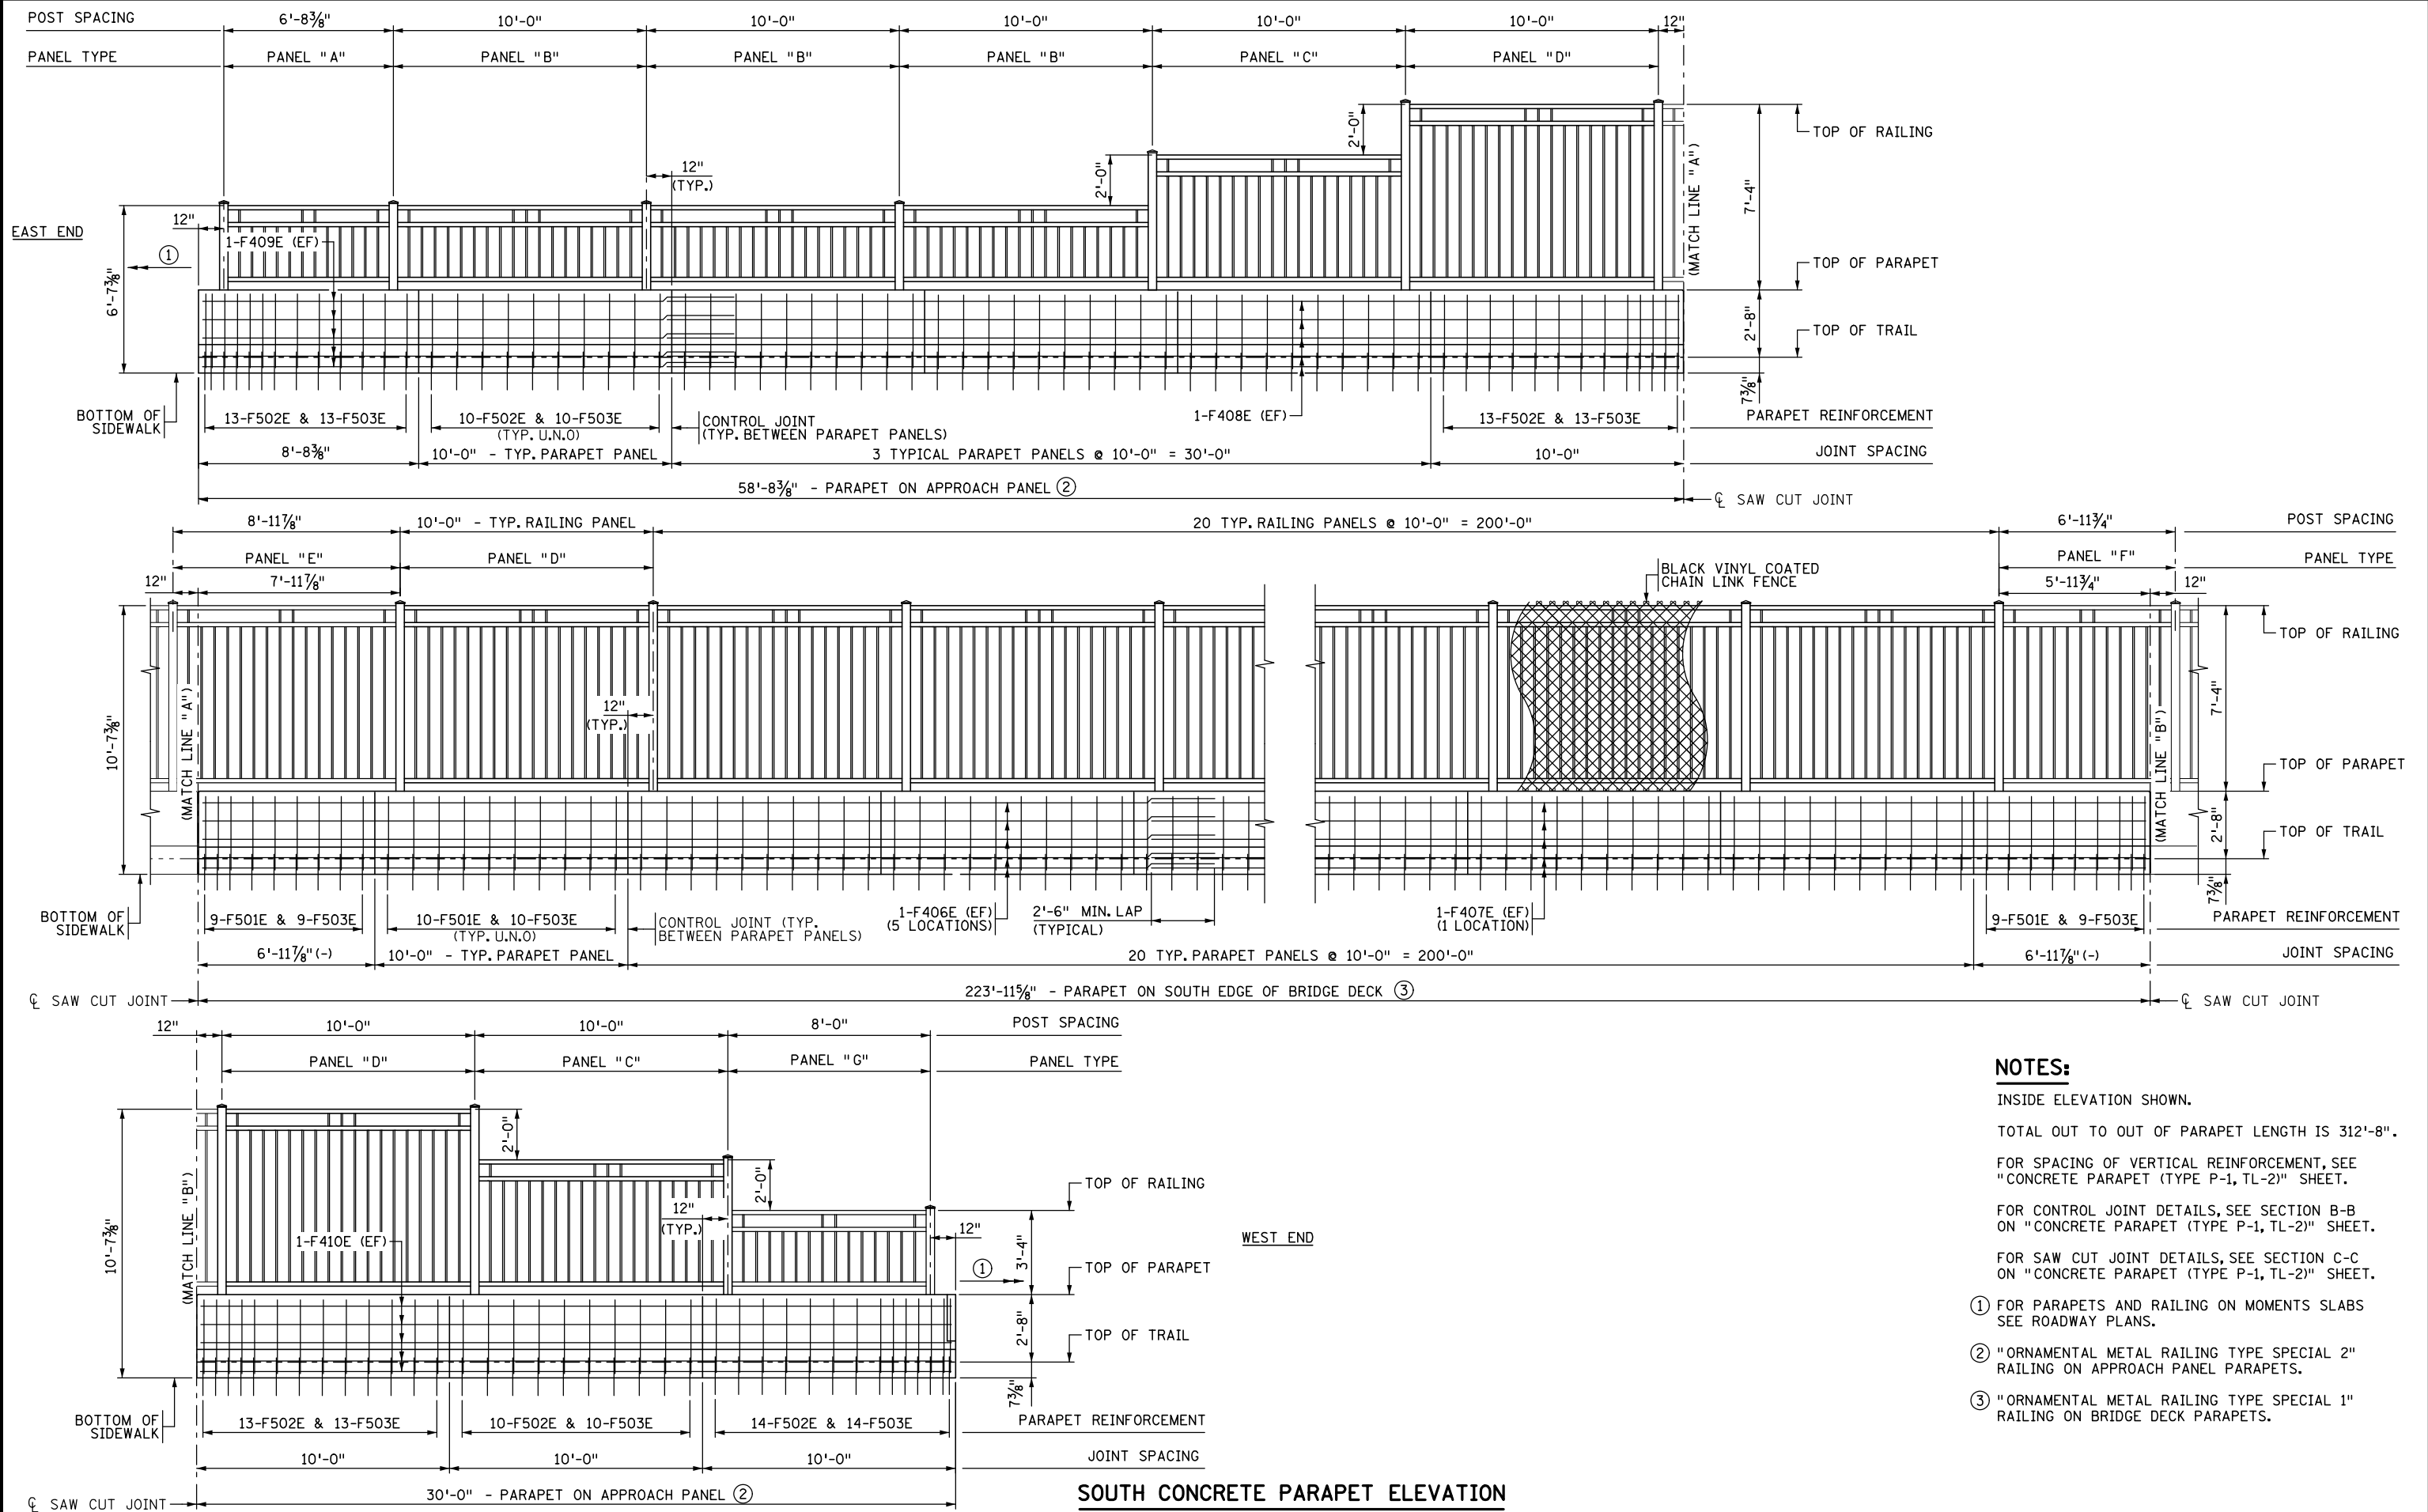 POST SPACING
6'-8⅜"
10'-0"
10'-0"
10'-0"
10'-0"
10'-0"
12"
PANEL TYPE
PANEL "A"
PANEL "B"
PANEL "B"
PANEL "B"
PANEL "C"
PANEL "D"
2'-0"
TOP OF RAILING
12"
(TYP.)
2'-0"
(MATCH LINE "A")
7'-4"
12"
EAST END
1-F409E (EF)
①
6'-7⅜"
TOP OF PARAPET
2'-8"
TOP OF TRAIL
7⅜"
BOTTOM OF
SIDEWALK
13-F502E & 13-F503E
10-F502E & 10-F503E
(TYP. U.N.O)
CONTROL JOINT
(TYP. BETWEEN PARAPET PANELS)
1-F408E (EF)
13-F502E & 13-F503E
PARAPET REINFORCEMENT
8'-8⅜"
10'-0" - TYP. PARAPET PANEL
3 TYPICAL PARAPET PANELS @ 10'-0" = 30'-0"
10'-0"
JOINT SPACING
58'-8⅜" - PARAPET ON APPROACH PANEL ②
℄ SAW CUT JOINT
8'-11⅞"
10'-0" - TYP. RAILING PANEL
20 TYP. RAILING PANELS @ 10'-0" = 200'-0"
6'-11¾"
POST SPACING
PANEL "E"
PANEL "D"
PANEL "F"
PANEL TYPE
12"
7'-11⅞"
BLACK VINYL COATED
CHAIN LINK FENCE
5'-11¾"
12"
TOP OF RAILING
10'-7⅜"
(MATCH LINE "A")
12"
(TYP.)
(MATCH LINE "B")
7'-4"
TOP OF PARAPET
2'-8"
TOP OF TRAIL
7⅜"
BOTTOM OF
SIDEWALK
9-F501E & 9-F503E
10-F501E & 10-F503E
(TYP. U.N.O)
CONTROL JOINT (TYP.
BETWEEN PARAPET PANELS)
1-F406E (EF)
(5 LOCATIONS)
2'-6" MIN. LAP
(TYPICAL)
1-F407E (EF)
(1 LOCATION)
9-F501E & 9-F503E
PARAPET REINFORCEMENT
6'-11⅞"(-)
10'-0" - TYP. PARAPET PANEL
20 TYP. PARAPET PANELS @ 10'-0" = 200'-0"
6'-11⅞"(-)
JOINT SPACING
℄ SAW CUT JOINT
223'-11⅝" - PARAPET ON SOUTH EDGE OF BRIDGE DECK ③
℄ SAW CUT JOINT
12"
10'-0"
10'-0"
8'-0"
POST SPACING
PANEL "D"
PANEL "C"
PANEL "G"
PANEL TYPE
2'-0"
2'-0"
TOP OF RAILING
10'-7⅜"
(MATCH LINE "B")
1-F410E (EF)
12"
(TYP.)
12"
WEST END
①
3'-4"
TOP OF PARAPET
2'-8"
TOP OF TRAIL
7⅜"
BOTTOM OF
SIDEWALK
13-F502E & 13-F503E
10-F502E & 10-F503E
14-F502E & 14-F503E
PARAPET REINFORCEMENT
10'-0"
10'-0"
10'-0"
JOINT SPACING
℄ SAW CUT JOINT
30'-0" - PARAPET ON APPROACH PANEL ②
SOUTH CONCRETE PARAPET ELEVATION
NOTES:
INSIDE ELEVATION SHOWN.
TOTAL OUT TO OUT OF PARAPET LENGTH IS 312'-8".
FOR SPACING OF VERTICAL REINFORCEMENT, SEE
"CONCRETE PARAPET (TYPE P-1, TL-2)" SHEET.
FOR CONTROL JOINT DETAILS, SEE SECTION B-B
ON "CONCRETE PARAPET (TYPE P-1, TL-2)" SHEET.
FOR SAW CUT JOINT DETAILS, SEE SECTION C-C
ON "CONCRETE PARAPET (TYPE P-1, TL-2)" SHEET.
① FOR PARAPETS AND RAILING ON MOMENTS SLABS
SEE ROADWAY PLANS.
② "ORNAMENTAL METAL RAILING TYPE SPECIAL 2"
RAILING ON APPROACH PANEL PARAPETS.
③ "ORNAMENTAL METAL RAILING TYPE SPECIAL 1"
RAILING ON BRIDGE DECK PARAPETS.